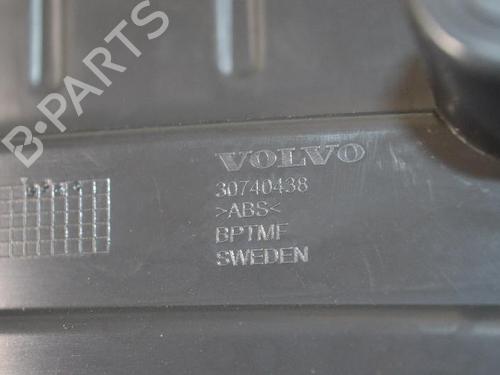 B-PARTS
VOLVO
30740438
>ABS<
BPTMF
SWEDEN